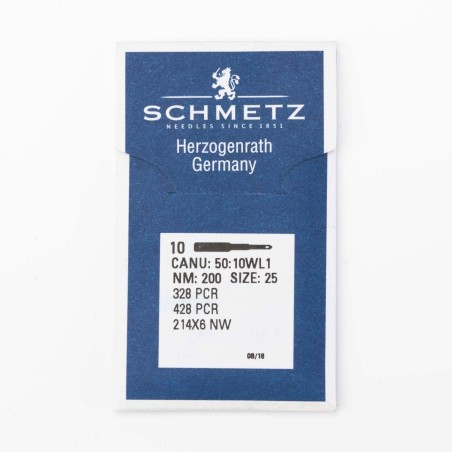 SCHMETZ
NEEDLES SINCE 1851
Herzogenrath
Germany
10
CANU: 50:10WL1
NM: 200 SIZE: 25
328 PCR
428 PCR
214X6 NW
08/18